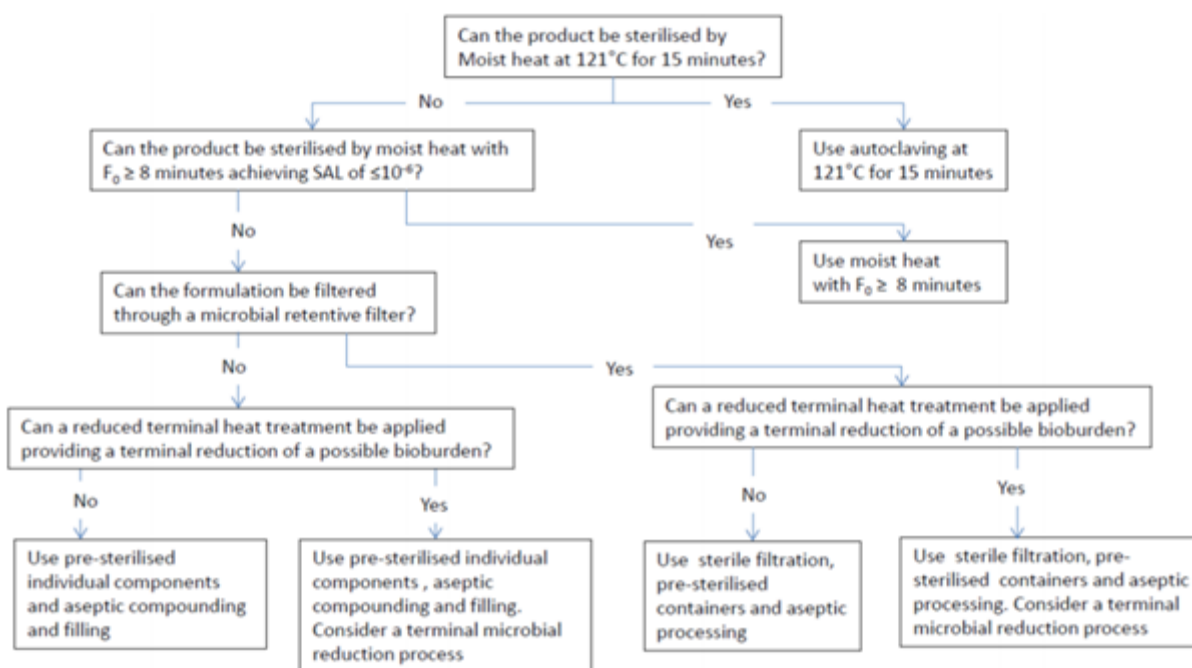 Can the product be sterilised by
Moist heat at 121°C for 15 minutes?
No
Yes
Can the product be sterilised by moist heat with
F₀ ≥ 8 minutes achieving SAL of ≤10⁻⁶?
Use autoclaving at
121°C for 15 minutes
No
Yes
Use moist heat
with F₀ ≥ 8 minutes
Can the formulation be filtered
through a microbial retentive filter?
No
Yes
Can a reduced terminal heat treatment be applied
providing a terminal reduction of a possible bioburden?
Can a reduced terminal heat treatment be applied
providing a terminal reduction of a possible bioburden?
No
Yes
No
Yes
Use pre-sterilised
individual components
and aseptic compounding
and filling
Use pre-sterilised individual
components , aseptic
compounding and filling.
Consider a terminal microbial
reduction process
Use sterile filtration,
pre-sterilised
containers and aseptic
processing
Use sterile filtration, pre-
sterilised containers and aseptic
processing. Consider a terminal
microbial reduction process